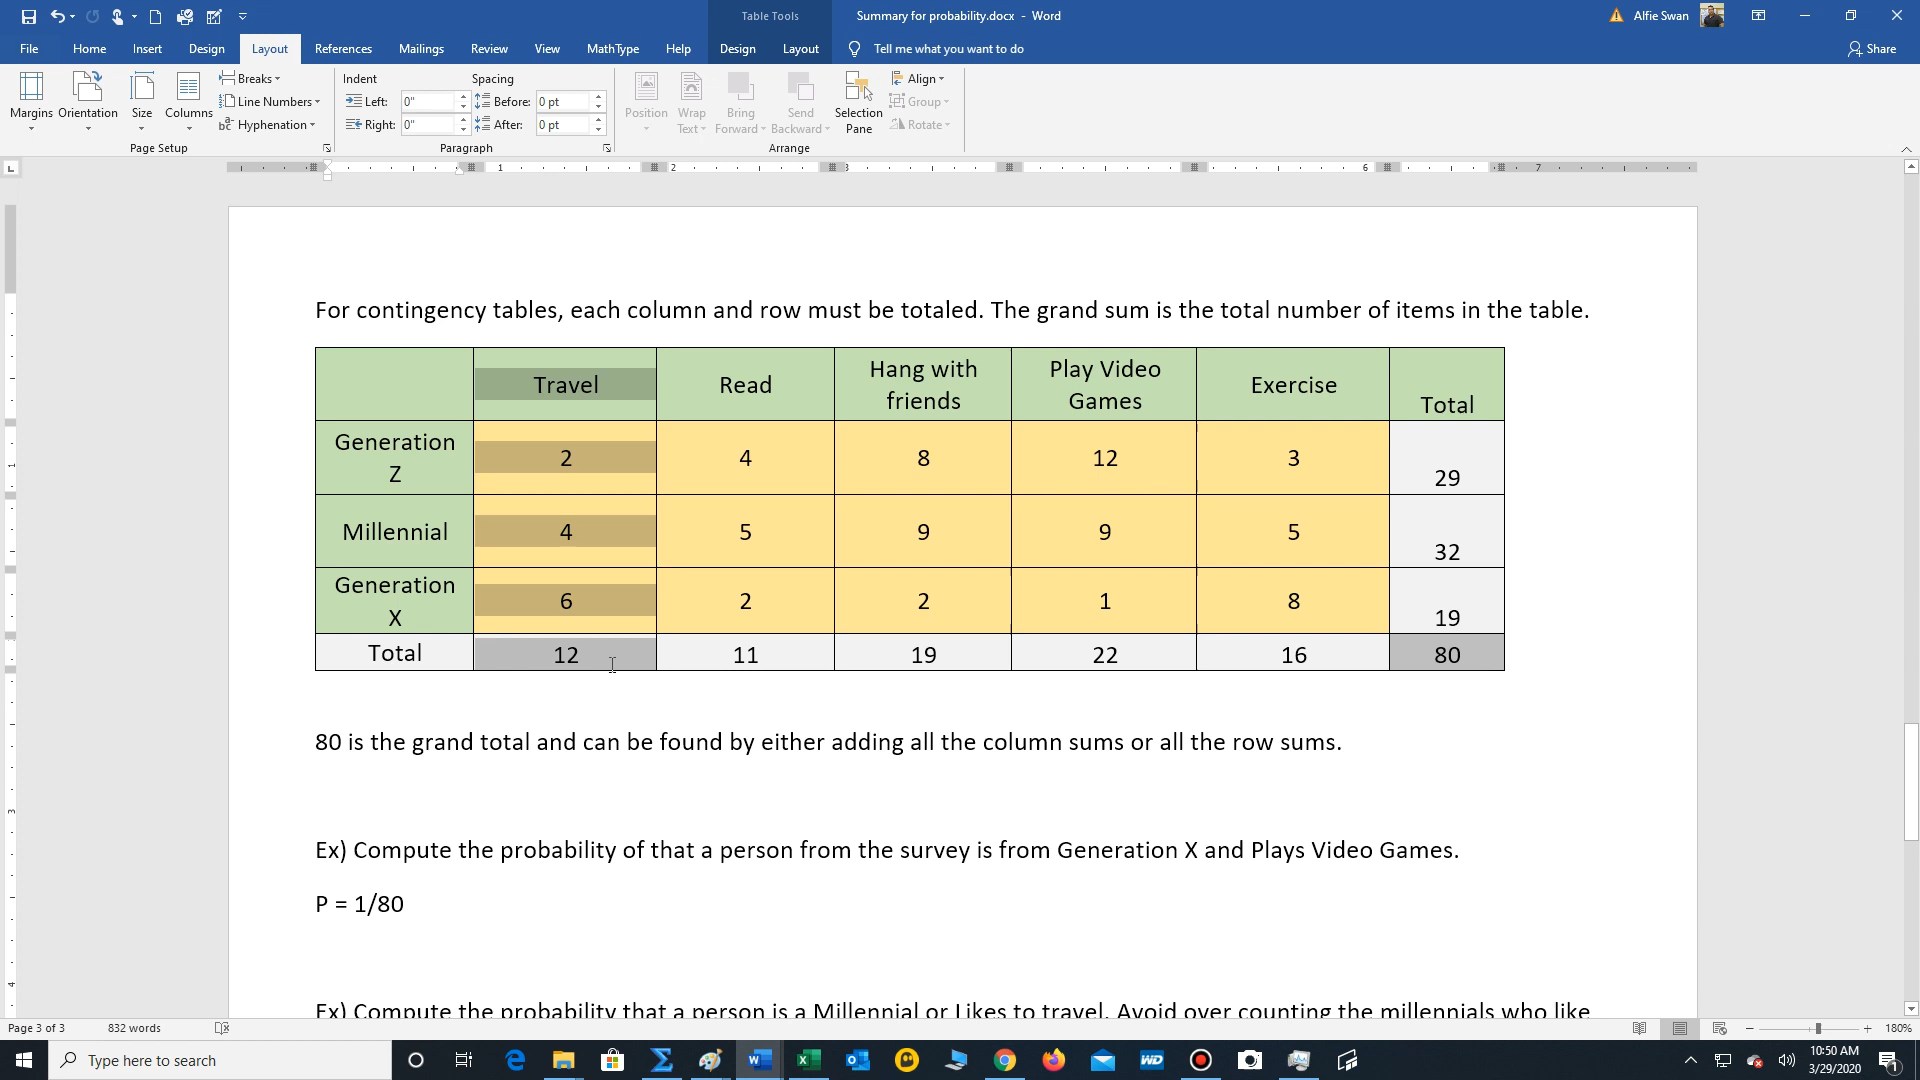 Table Tools
Summary for probability.docx - Word
Alfie Swan
File Home Insert Design Layout References Mailings Review View MathType Help Design Layout Tell me what you want to do Share
Margins Orientation Size Columns
Breaks
Line Numbers
Hyphenation
Page Setup
Indent Spacing
Left: 0" Before: 0 pt
Right: 0" After: 0 pt
Paragraph
Position Wrap Text Bring Forward Send Backward Selection Pane
Align
Group
Rotate
Arrange
1 2 3 6 7
For contingency tables, each column and row must be totaled. The grand sum is the total number of items in the table.
Travel Read Hang with friends Play Video Games Exercise Total
Generation Z 2 4 8 12 3 29
Millennial 4 5 9 9 5 32
Generation X 6 2 2 1 8 19
Total 12 11 19 22 16 80
80 is the grand total and can be found by either adding all the column sums or all the row sums.
Ex) Compute the probability of that a person from the survey is from Generation X and Plays Video Games.
P = 1/80
Ex) Compute the probability that a person is a Millennial or Likes to travel. Avoid over counting the millennials who like
Page 3 of 3 832 words 180%
Type here to search
10:50 AM
3/29/2020